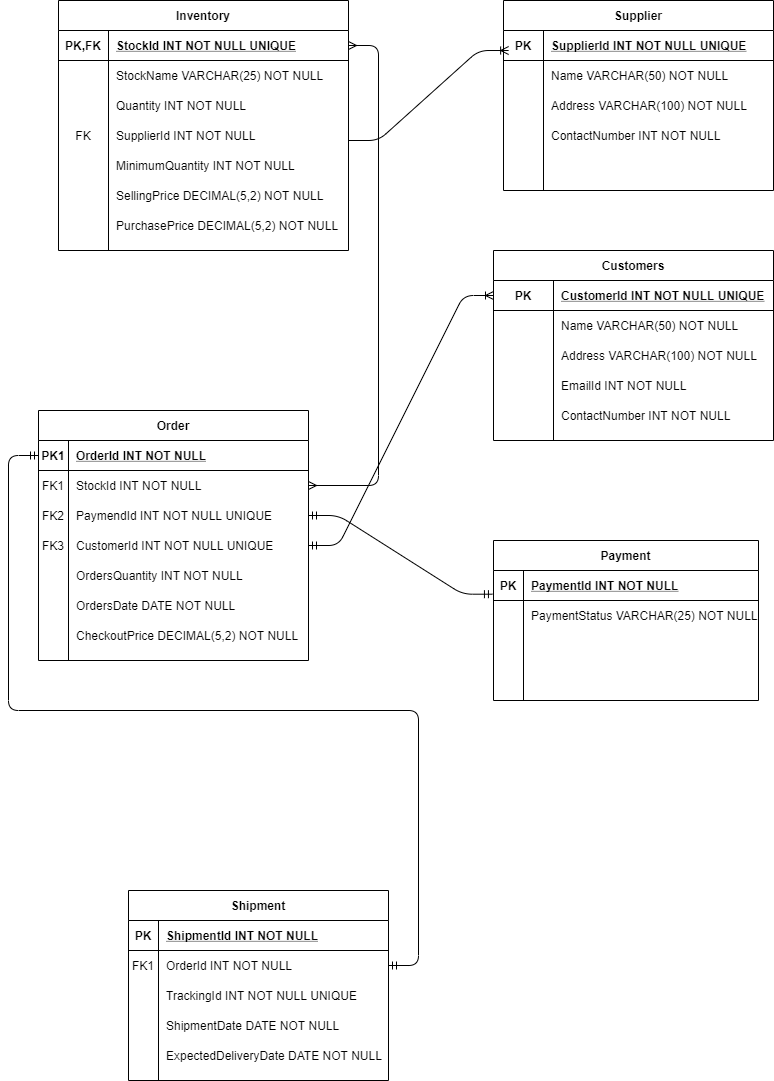 Inventory
PK,FK StockId INT NOT NULL UNIQUE
StockName VARCHAR(25) NOT NULL
Quantity INT NOT NULL
FK SupplierId INT NOT NULL
MinimumQuantity INT NOT NULL
SellingPrice DECIMAL(5,2) NOT NULL
PurchasePrice DECIMAL(5,2) NOT NULL
Supplier
PK SupplierId INT NOT NULL UNIQUE
Name VARCHAR(50) NOT NULL
Address VARCHAR(100) NOT NULL
ContactNumber INT NOT NULL
Customers
PK CustomerId INT NOT NULL UNIQUE
Name VARCHAR(50) NOT NULL
Address VARCHAR(100) NOT NULL
EmailId INT NOT NULL
ContactNumber INT NOT NULL
Order
PK1 OrderId INT NOT NULL
FK1 StockId INT NOT NULL
FK2 PaymendId INT NOT NULL UNIQUE
FK3 CustomerId INT NOT NULL UNIQUE
OrdersQuantity INT NOT NULL
OrdersDate DATE NOT NULL
CheckoutPrice DECIMAL(5,2) NOT NULL
Payment
PK PaymentId INT NOT NULL
PaymentStatus VARCHAR(25) NOT NULL
Shipment
PK ShipmentId INT NOT NULL
FK1 OrderId INT NOT NULL
TrackingId INT NOT NULL UNIQUE
ShipmentDate DATE NOT NULL
ExpectedDeliveryDate DATE NOT NULL